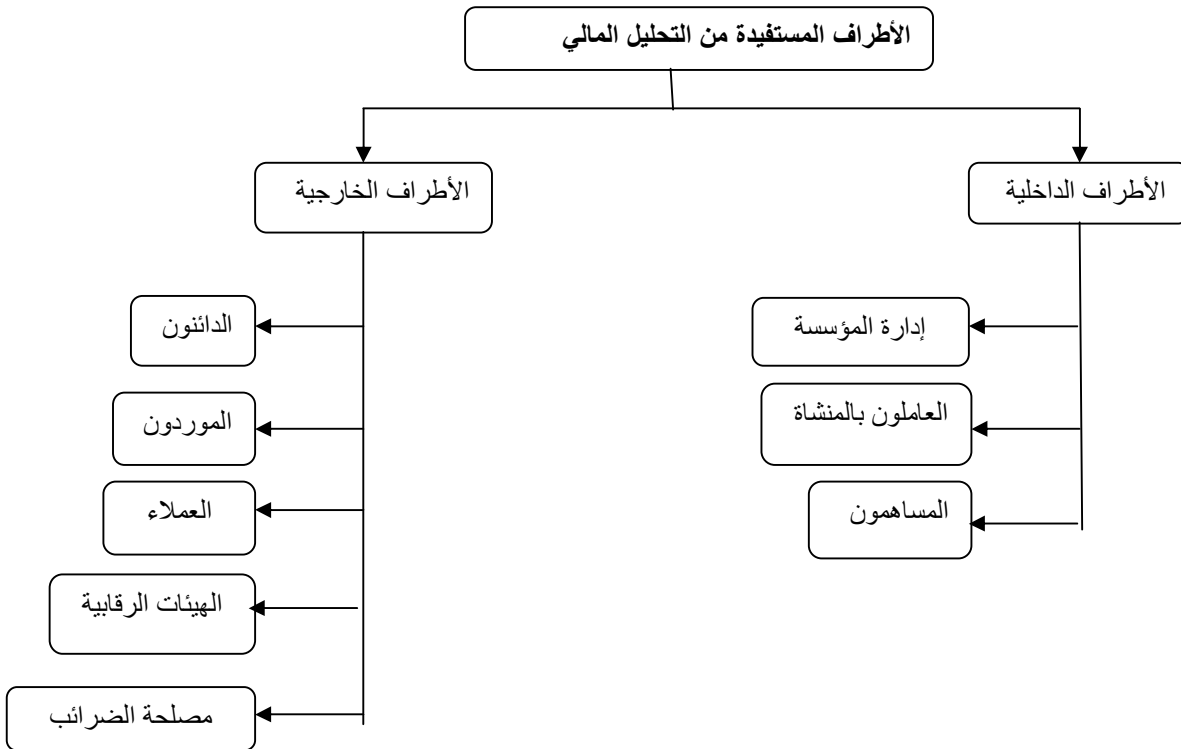 الأطراف المستفيدة من التحليل المالي
الأطراف الداخلية
إدارة المؤسسة
العاملون بالمنشاة
المساهمون
الأطراف الخارجية
الدائنون
الموردون
العملاء
الهيئات الرقابية
مصلحة الضرائب